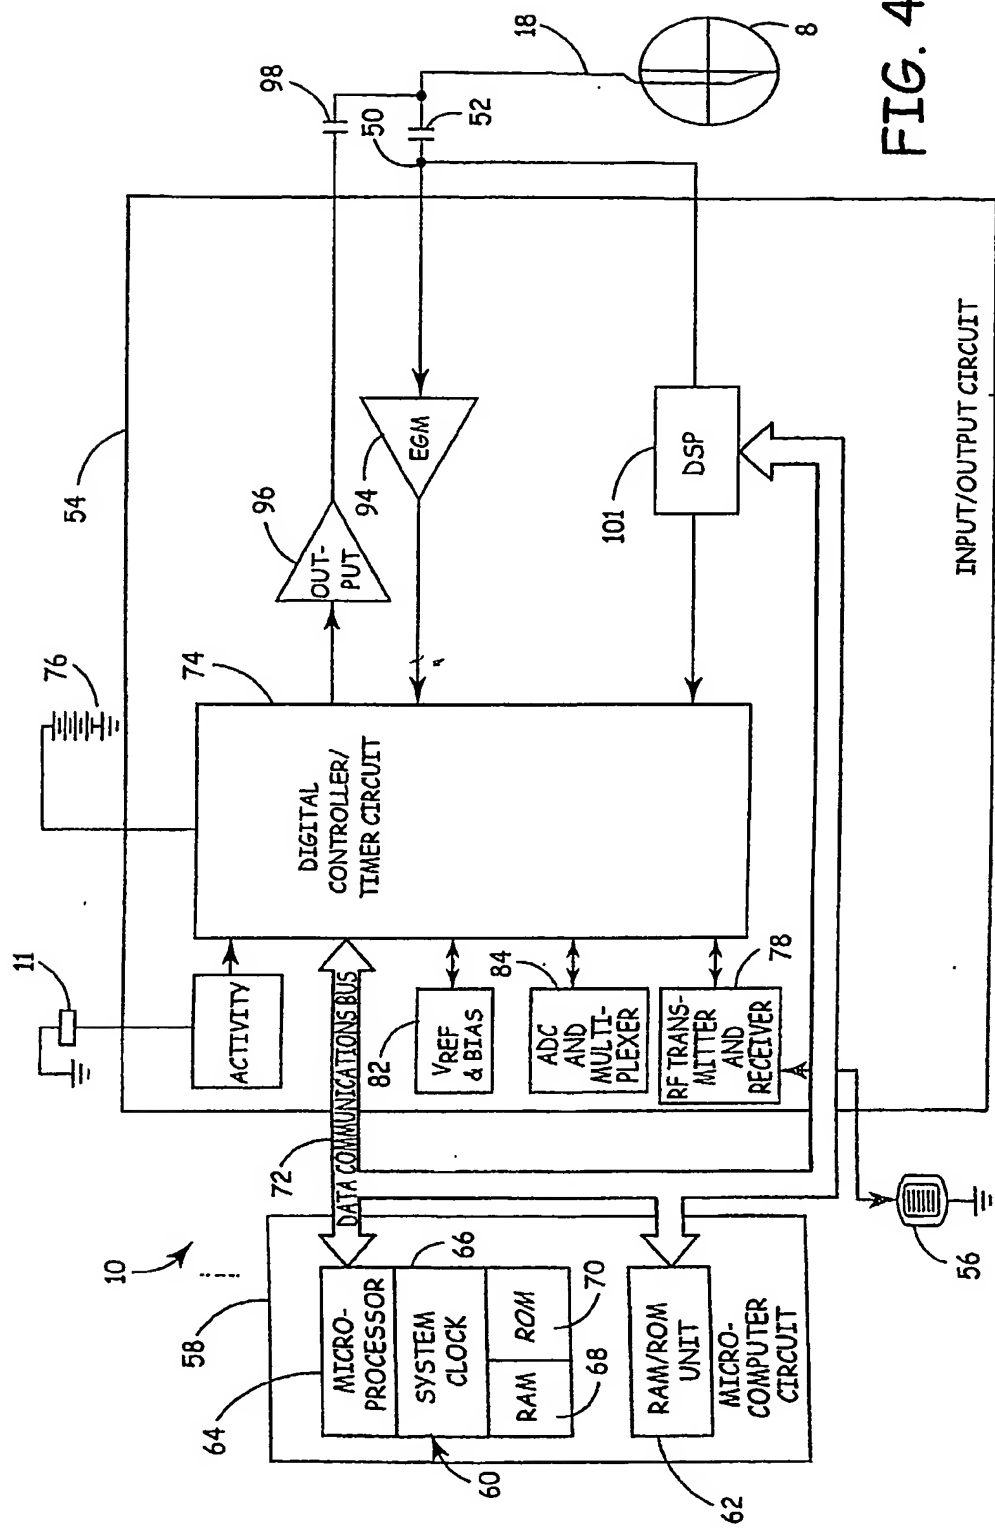 FIG. 4
10
58
64
MICRO-
PROCESSOR
66
SYSTEM
CLOCK
RAM
ROM
70
68
60
RAM/ROM
UNIT
62
MICRO-
COMPUTER
CIRCUIT
72
DATA COMMUNICATIONS BUS
56
11
ACTIVITY
82
VREF
& BIAS
84
ADC
AND
MULTI-
PLEXER
RF TRANS-
MITTER
AND
RECEIVER
78
76
74
DIGITAL
CONTROLLER/
TIMER CIRCUIT
54
96
OUT-
PUT
94
EGM
101
DSP
INPUT/OUTPUT CIRCUIT
98
50
52
18
8